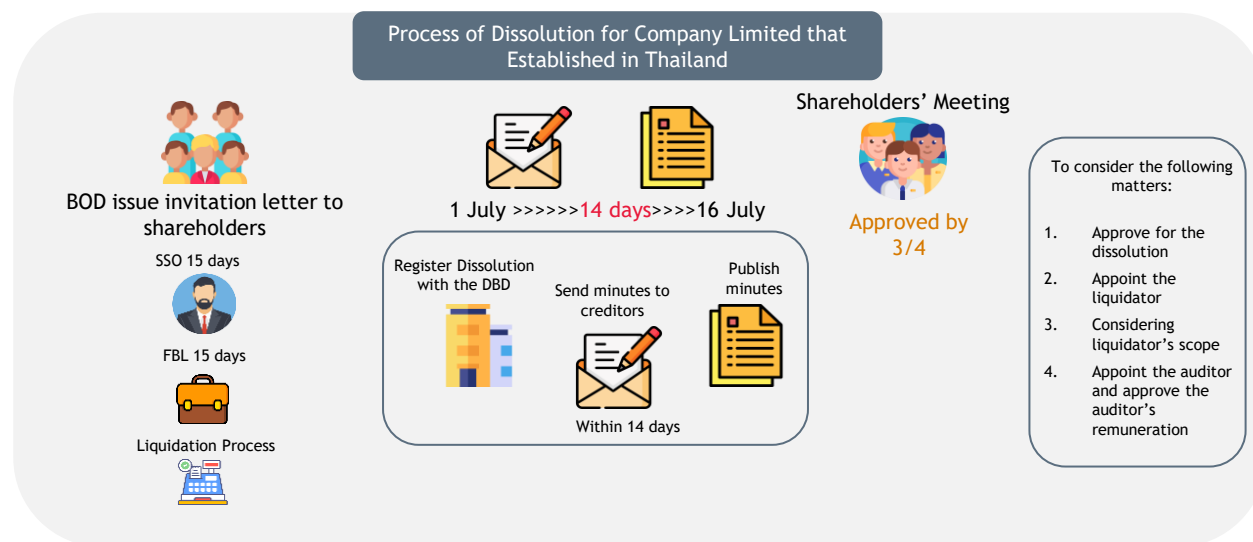 Process of Dissolution for Company Limited that
Established in Thailand
BOD issue invitation letter to
shareholders
SSO 15 days
FBL 15 days
Liquidation Process
1 July >>>>>>14 days>>>>16 July
Register Dissolution
with the DBD
Send minutes to
creditors
Within 14 days
Publish
minutes
Shareholders’ Meeting
Approved by
3/4
To consider the following
matters:
1. Approve for the
dissolution
2. Appoint the
liquidator
3. Considering
liquidator’s scope
4. Appoint the auditor
and approve the
auditor’s
remuneration